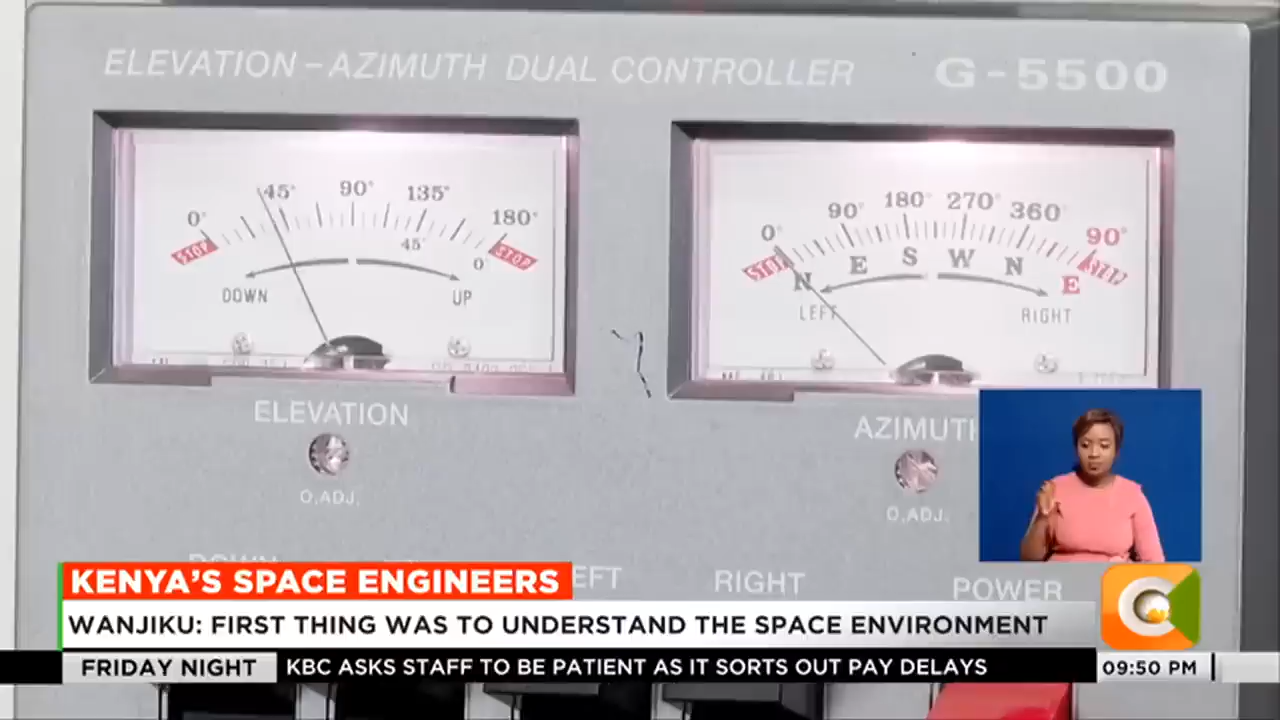 ELEVATION – AZIMUTH DUAL CONTROLLER G-5500
0° 45° 90° 135° 180°
STOP 45° 0° STOP
DOWN UP
0° 90° 180° 270° 360° 90°
STOP N E S W N E STOP
LEFT RIGHT
ELEVATION
O,ADJ.
AZIMUTH
O,ADJ.
DOWN
RIGHT
POWER
KENYA'S SPACE ENGINEERS
WANJIKU: FIRST THING WAS TO UNDERSTAND THE SPACE ENVIRONMENT
FRIDAY NIGHT KBC ASKS STAFF TO BE PATIENT AS IT SORTS OUT PAY DELAYS 09:50 PM